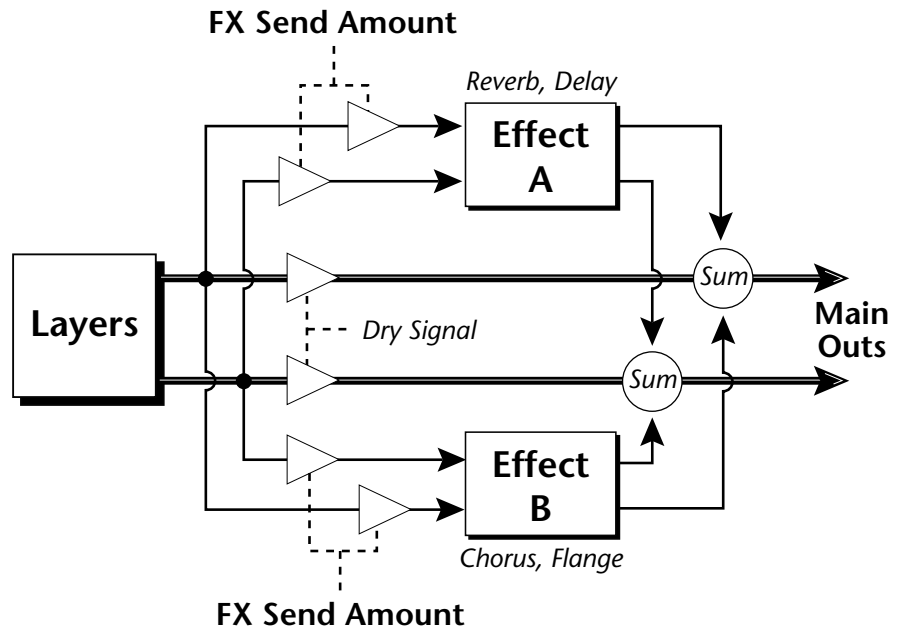 FX Send Amount
Reverb, Delay
Effect
A
Layers
Sum
Main
Outs
Dry Signal
Sum
Effect
B
Chorus, Flange
FX Send Amount